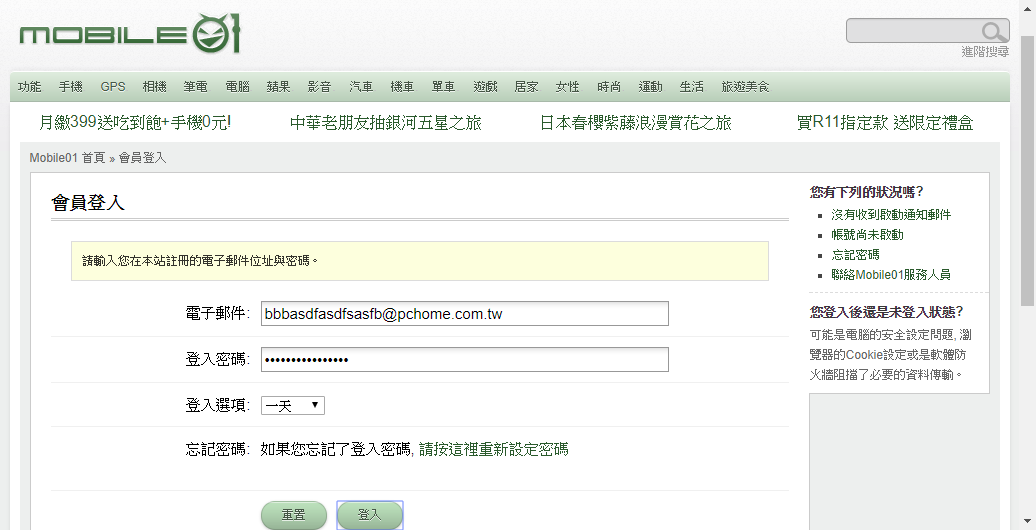 MOBILE01
進階搜尋
功能 手機 GPS 相機 筆電 電腦 蘋果 影音 汽車 機車 單車 遊戲 居家 女性 時尚 運動 生活 旅遊美食
月繳399送吃到飽+手機0元! 中華老朋友抽銀河五星之旅 日本春櫻紫藤浪漫賞花之旅 買R11指定款 送限定禮盒
Mobile01 首頁 » 會員登入
會員登入
請輸入您在本站註冊的電子郵件位址與密碼。
電子郵件: bbbasdfasdfsasfb@pchome.com.tw
登入密碼: ••••••••••••••••
登入選項: 一天
忘記密碼: 如果您忘記了登入密碼, 請按這裡重新設定密碼
重置 登入
您有下列的狀況嗎?
沒有收到啟動通知郵件
帳號尚未啟動
忘記密碼
聯絡Mobile01服務人員
您登入後還是未登入狀態?
可能是電腦的安全設定問題, 瀏
覽器的Cookie設定或是軟體防
火牆阻擋了必要的資料傳輸。